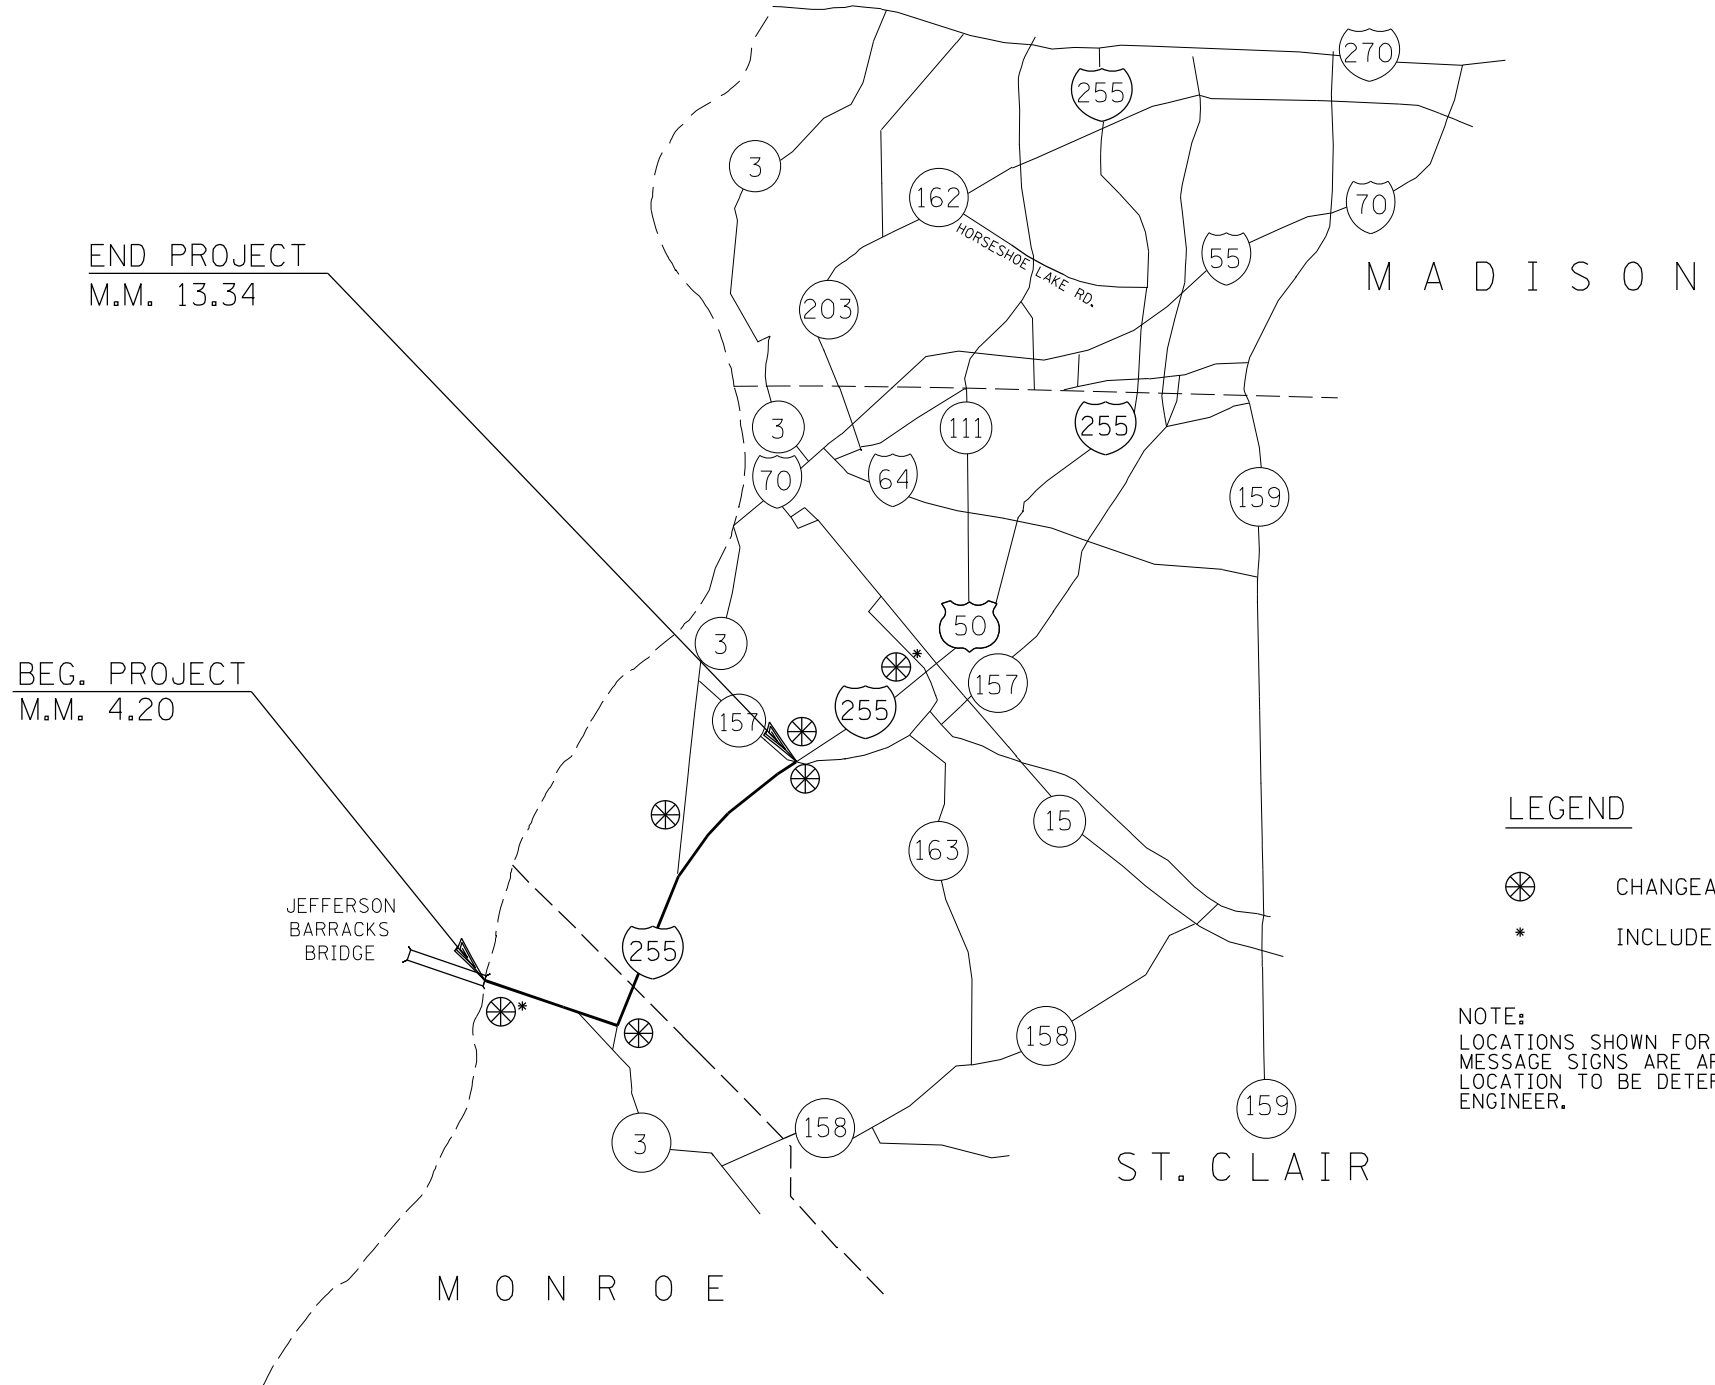 270
255
3
162
70
HORSESHOE LAKE RD.
55
END PROJECT
M.M. 13.34
MADISON
203
3
111
255
70
64
159
50
3
BEG. PROJECT
M.M. 4.20
157
255
157
LEGEND
15
163
CHANGEA
JEFFERSON
BARRACKS
BRIDGE
* INCLUDE
255
*
*
NOTE:
LOCATIONS SHOWN FOR
MESSAGE SIGNS ARE
LOCATION TO BE
ENGINEER.
158
159
158
3
ST. CLAIR
MONROE